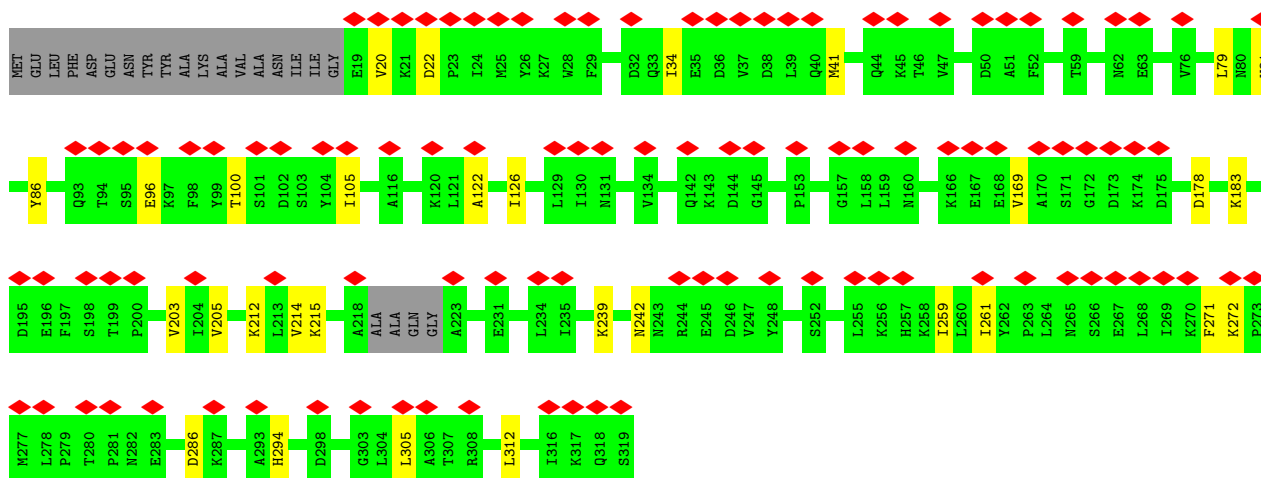 MET GLU LEU PHE ASP GLU ASN TYR TYR ALA LYS ALA VAL ALA ASN ILE ILE GLY E19 V20 K21 D22 P23 I24 M25 Y26 K27 W28 F29 D32 Q33 I34 E35 D36 V37 D38 L39 Q40 M41 Q44 K45 T46 V47 D50 A51 F52 T59 N62 E63 V76 L79 N80
Y86 Q93 T94 S95 E96 K97 F98 Y99 T100 S101 D102 S103 Y104 I105 A116 K120 L121 A122 I126 L129 I130 N131 V134 Q142 K143 D144 G145 P153 G157 L158 L159 N160 K166 E167 E168 V169 A170 S171 G172 D173 K174 D175 D178 K183
D195 E196 F197 S198 T199 P200 V203 I204 V205 K212 L213 V214 K215 A218 ALA ALA GLN GLY A223 E231 L234 I235 K239 N242 N243 R244 E245 D246 V247 Y248 S252 L255 K256 H257 K258 I259 L260 I261 Y262 P263 L264 N265 S266 E267 L268 I269 K270 F271 K272 P273
M277 L278 P279 T280 P281 N282 E283 D286 K287 A293 H294 D298 G303 L304 L305 A306 T307 R308 L312 I316 K317 Q318 S319